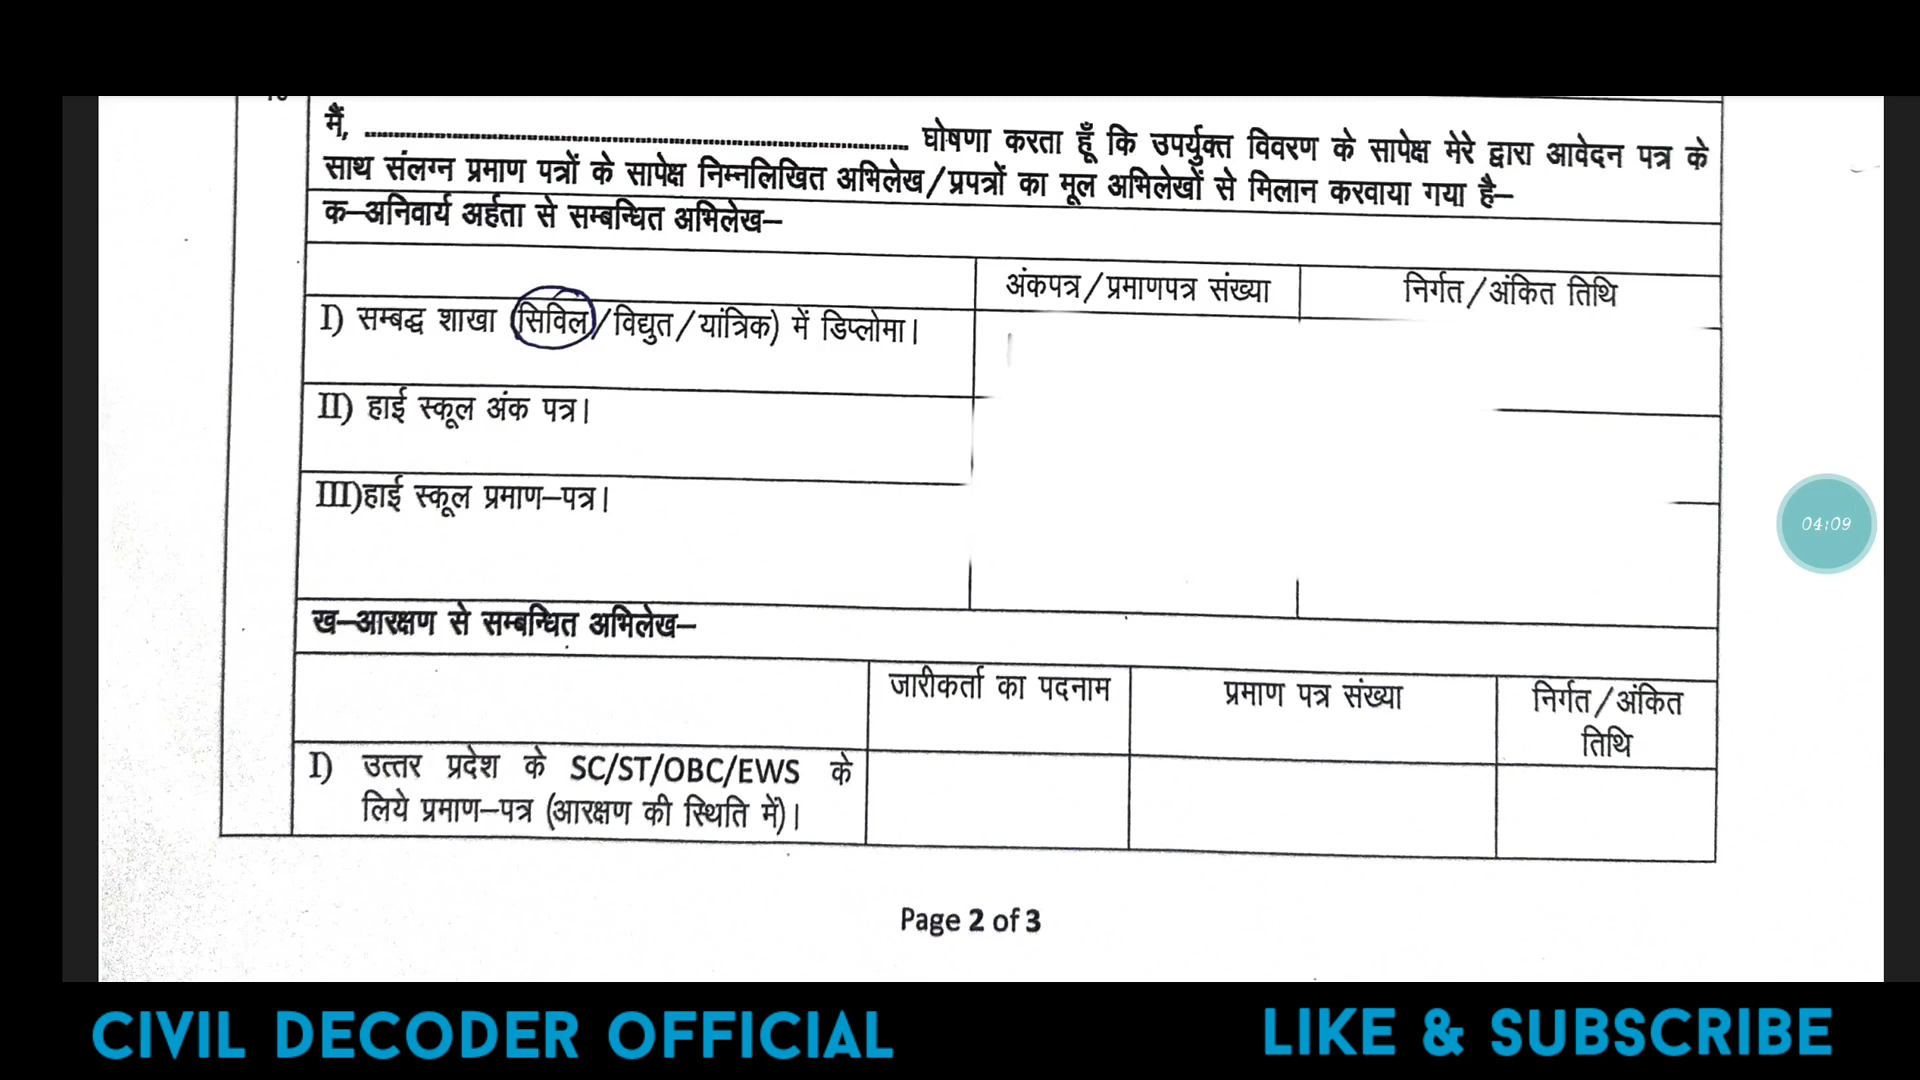 मैं, ........................................................ घोषणा करता हूँ कि उपर्युक्त विवरण के सापेक्ष मेरे द्वारा आवेदन पत्र के
साथ संलग्न प्रमाण पत्रों के सापेक्ष निम्नलिखित अभिलेख/प्रपत्रों का मूल अभिलेखों से मिलान करवाया गया है–
क–अनिवार्य अर्हता से सम्बन्धित अभिलेख–
अंकपत्र/प्रमाणपत्र संख्या निर्गत/अंकित तिथि
I) सम्बद्ध शाखा (सिविल/विद्युत/यांत्रिक) में डिप्लोमा।
II) हाई स्कूल अंक पत्र।
III)हाई स्कूल प्रमाण–पत्र।
04:09
ख–आरक्षण से सम्बन्धित अभिलेख–
जारीकर्ता का पदनाम प्रमाण पत्र संख्या निर्गत/अंकित
तिथि
I) उत्तर प्रदेश के SC/ST/OBC/EWS के
लिये प्रमाण–पत्र (आरक्षण की स्थिति में)।
Page 2 of 3
CIVIL DECODER OFFICIAL LIKE & SUBSCRIBE